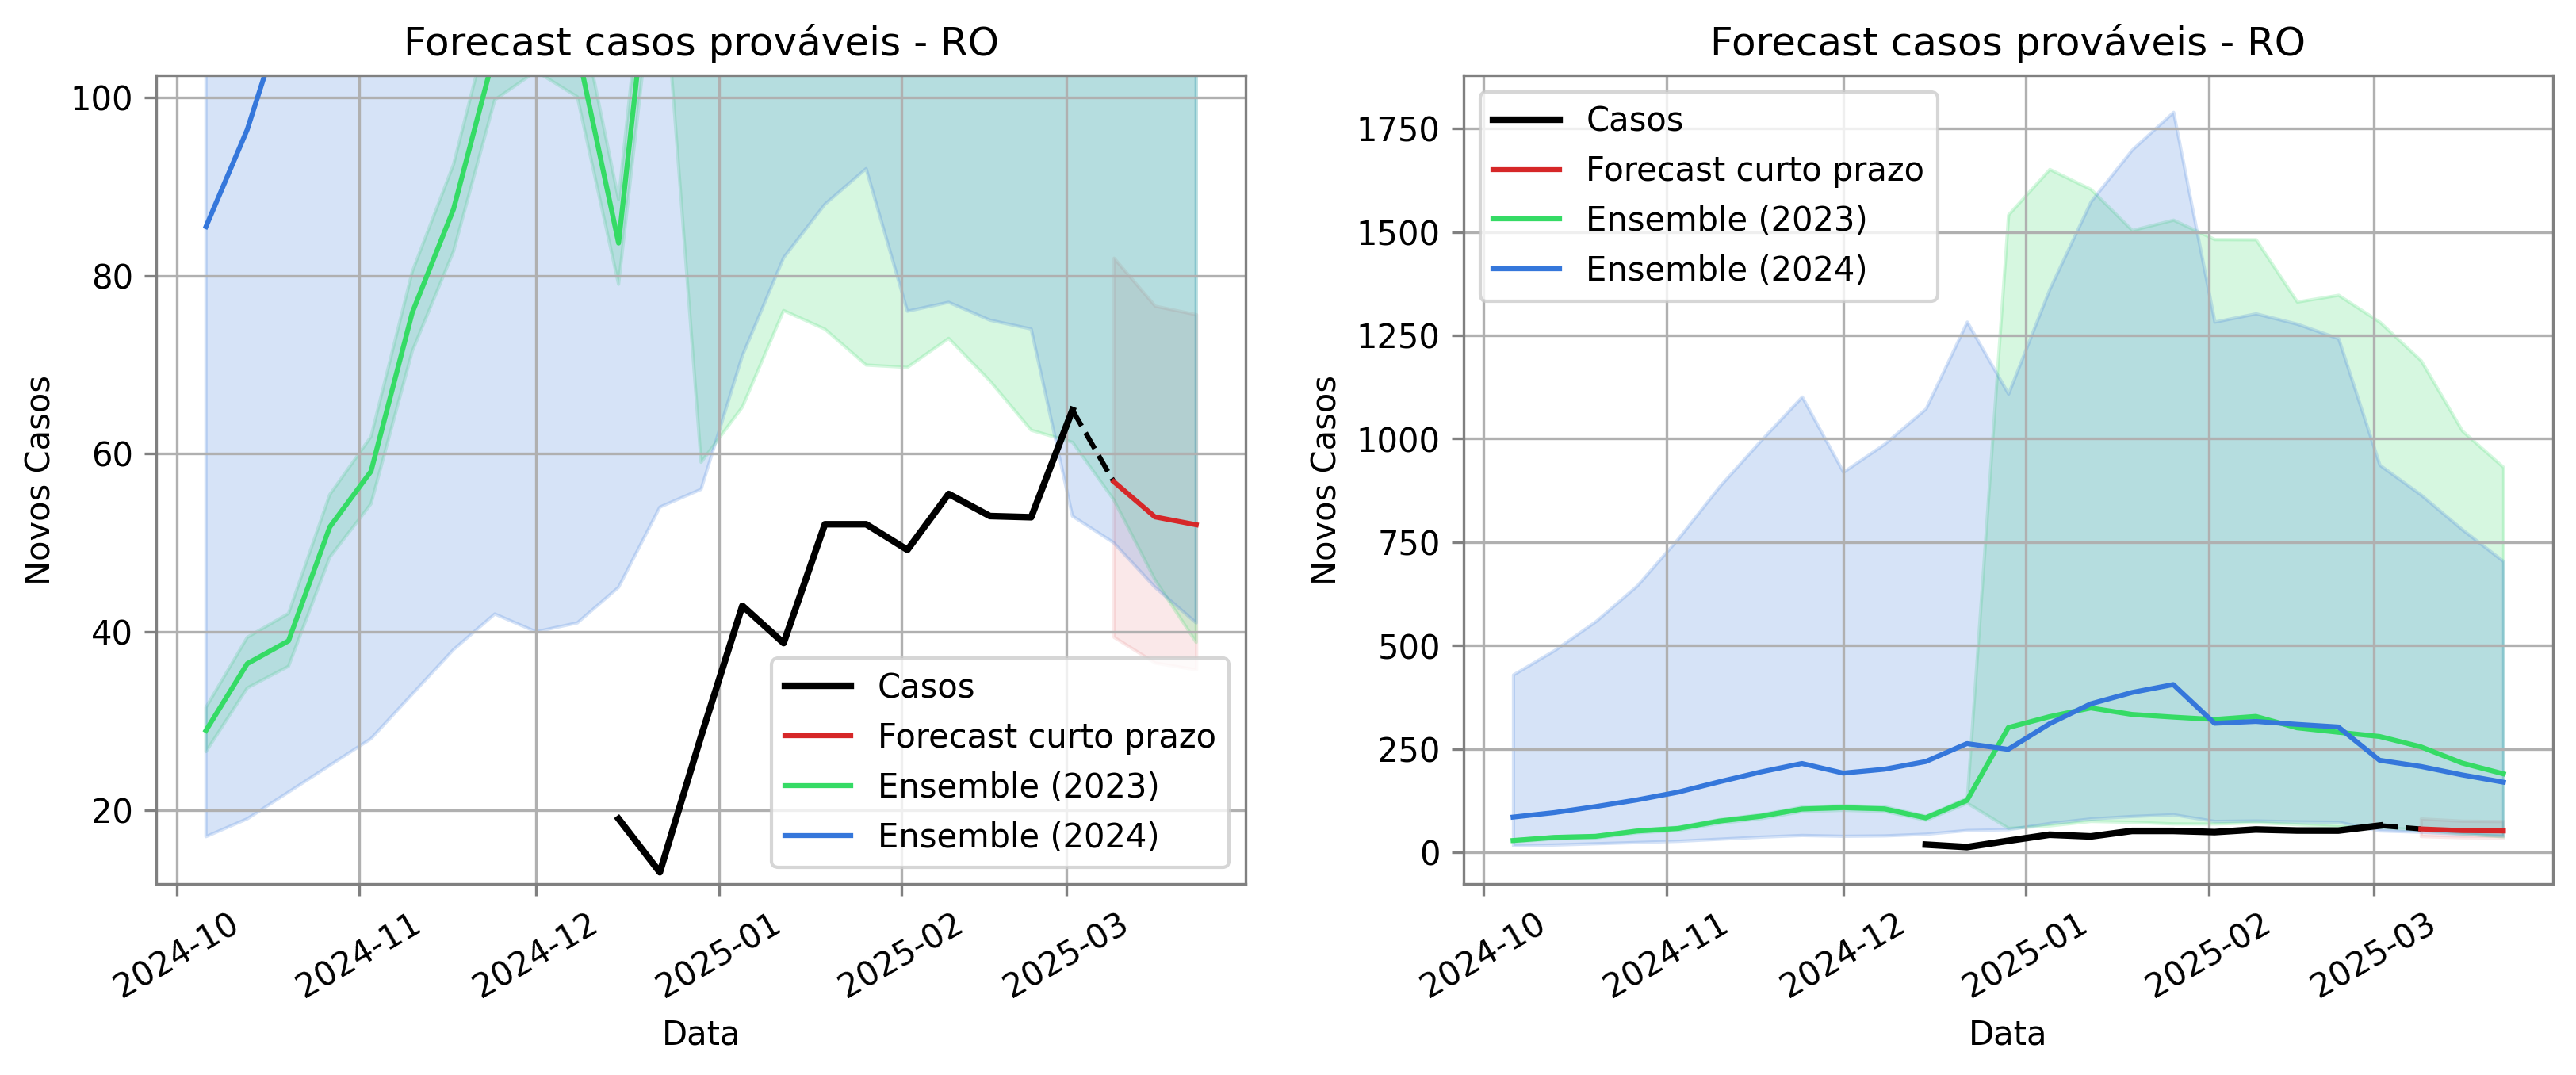 Forecast casos prováveis - RO
Novos Casos
100
80
60
40
20
Casos
Forecast curto prazo
Ensemble (2023)
Ensemble (2024)
2024-10
2024-11
2024-12
2025-01
2025-02
2025-03
Data
Forecast casos prováveis - RO
Novos Casos
1750
1500
1250
1000
750
500
250
0
Casos
Forecast curto prazo
Ensemble (2023)
Ensemble (2024)
2024-10
2024-11
2024-12
2025-01
2025-02
2025-03
Data